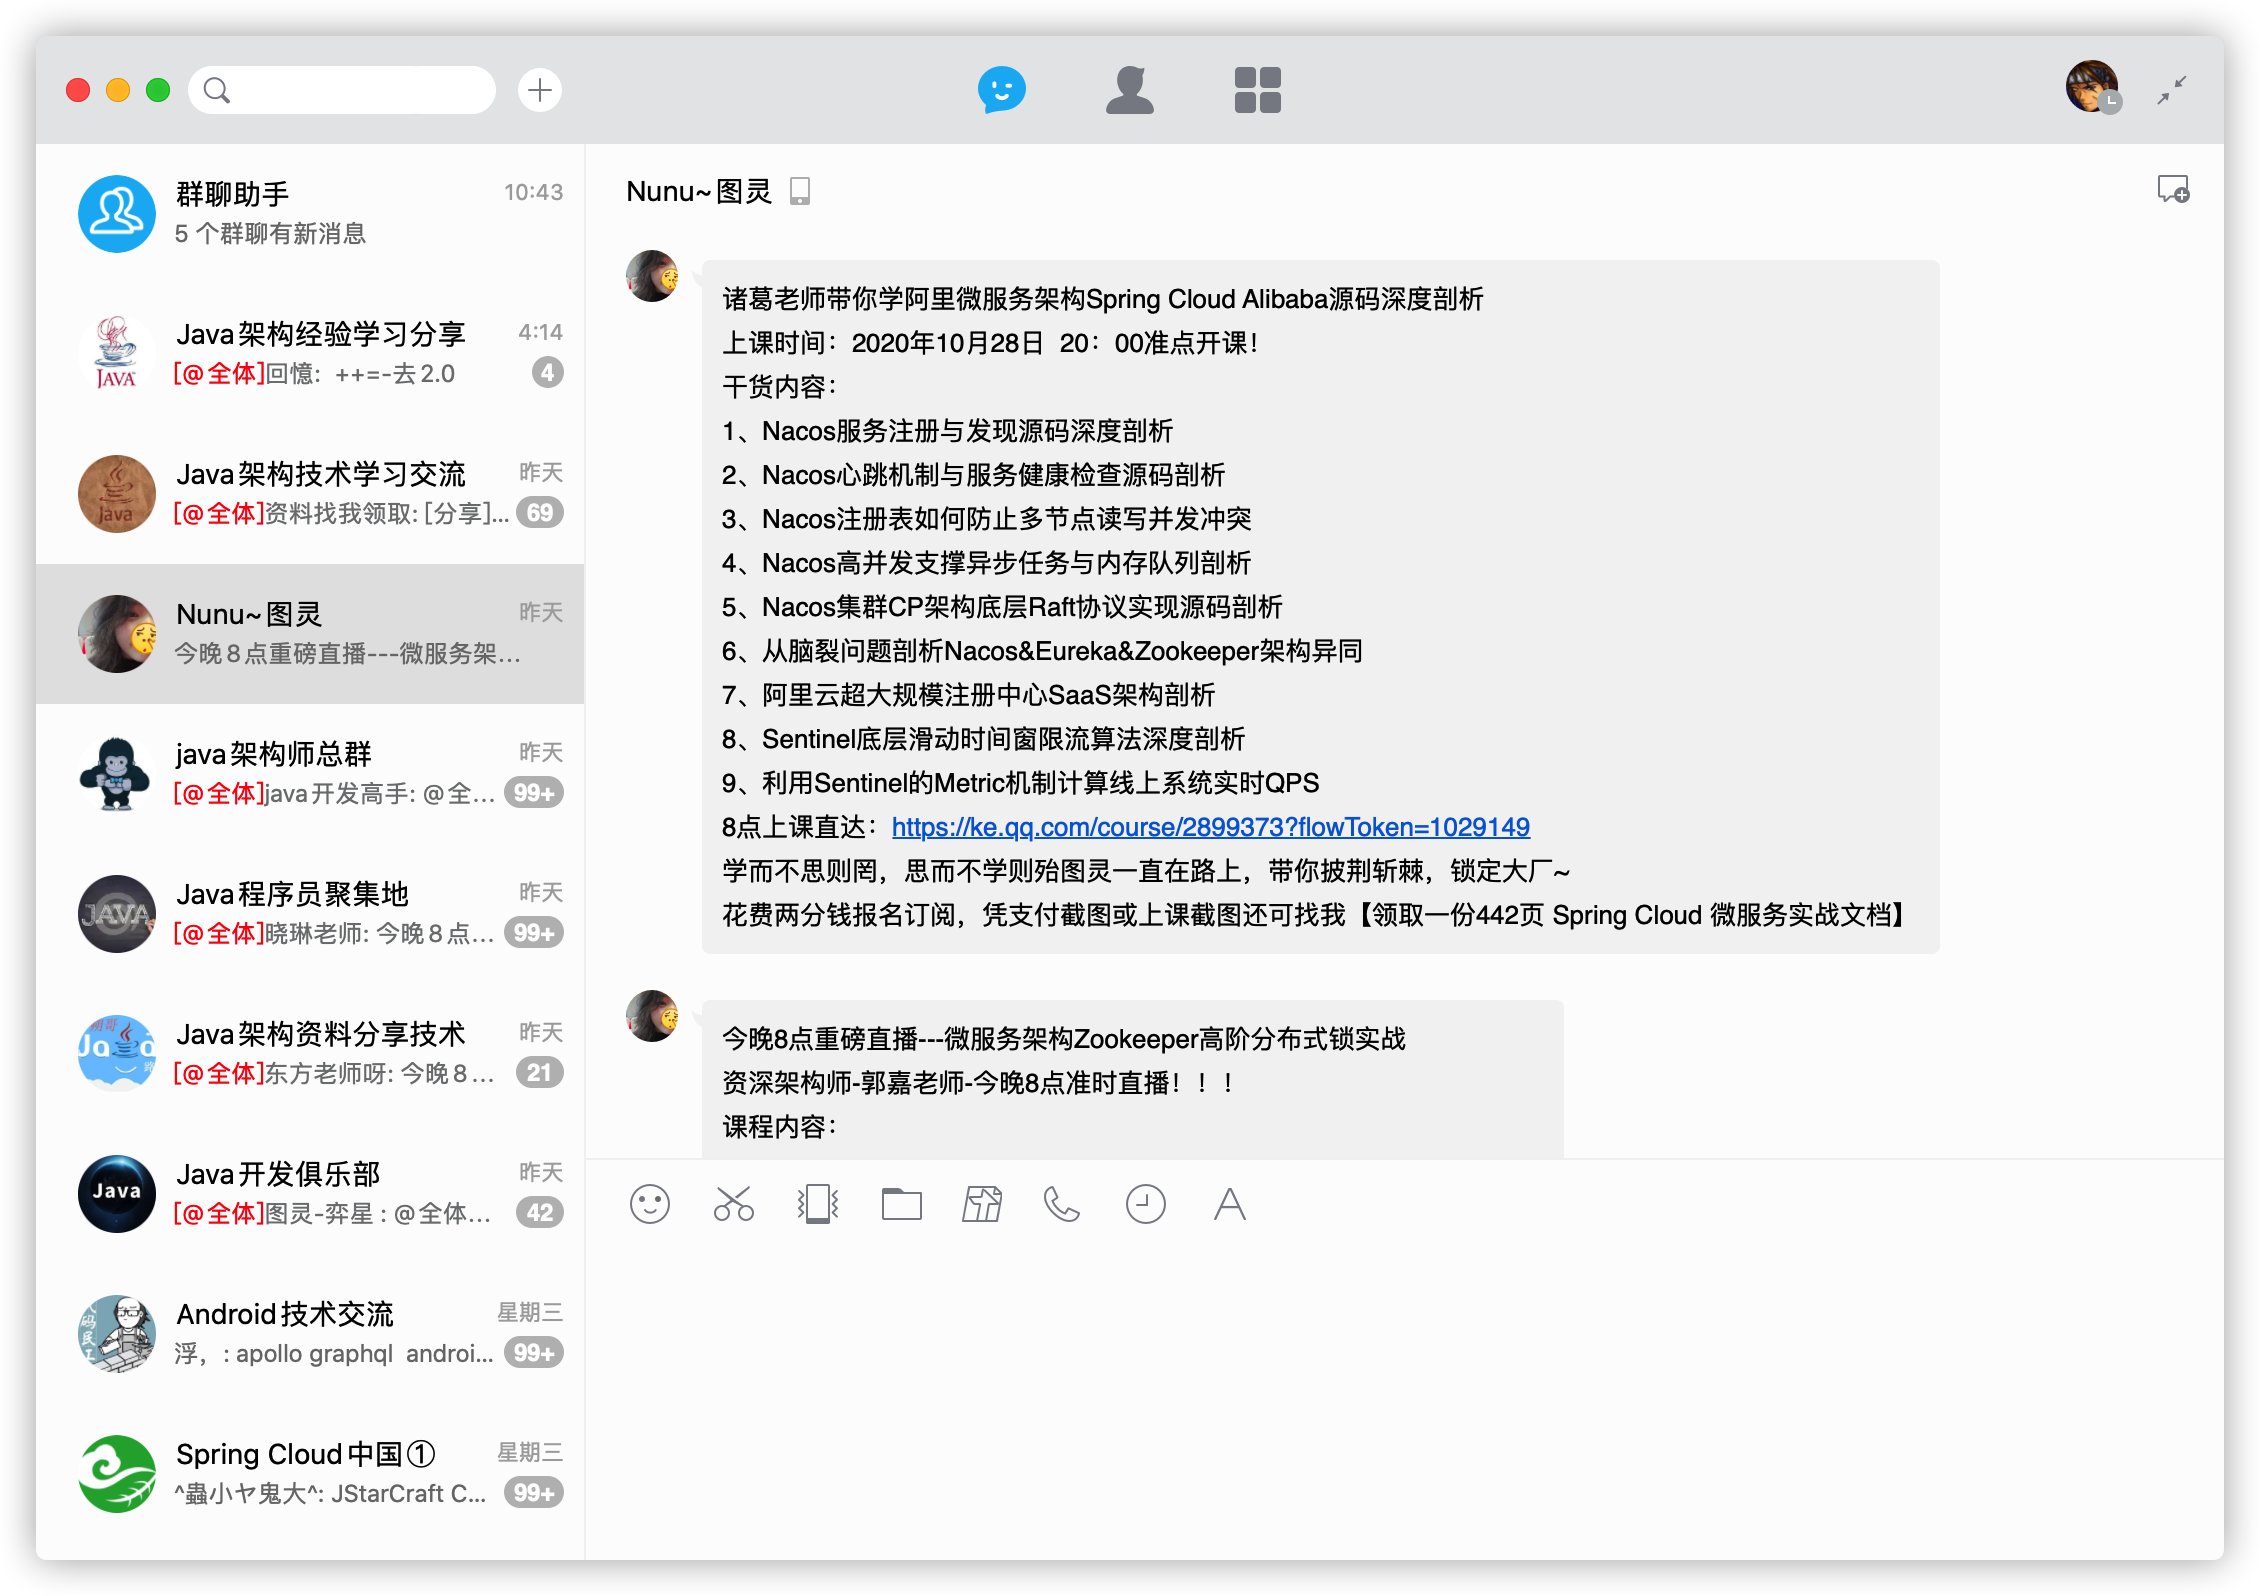 群聊助手
10:43
5 个群聊有新消息
Java架构经验学习分享
4:14
[@全体]回憶: ++=-去2.0
4
JAVA
Java架构技术学习交流
昨天
[@全体]资料找我领取: [分享]...
69
Java
Nunu~图灵
昨天
今晚8点重磅直播---微服务架...
java架构师总群
昨天
[@全体]java开发高手: @全...
99+
Java程序员聚集地
昨天
[@全体]晓琳老师: 今晚8点...
99+
JAVA
Java架构资料分享技术
昨天
[@全体]东方老师呀: 今晚8...
21
Java
Java开发俱乐部
昨天
[@全体]图灵-弈星 : @全体...
42
Java
Android技术交流
星期三
浮，: apollo graphql androi...
99+
Spring Cloud中国①
星期三
^蟲小ヤ鬼大^: JStarCraft C...
99+
Nunu~图灵
诸葛老师带你学阿里微服务架构Spring Cloud Alibaba源码深度剖析
上课时间：2020年10月28日 20：00准点开课！
干货内容：
1、Nacos服务注册与发现源码深度剖析
2、Nacos心跳机制与服务健康检查源码剖析
3、Nacos注册表如何防止多节点读写并发冲突
4、Nacos高并发支撑异步任务与内存队列剖析
5、Nacos集群CP架构底层Raft协议实现源码剖析
6、从脑裂问题剖析Nacos&Eureka&Zookeeper架构异同
7、阿里云超大规模注册中心SaaS架构剖析
8、Sentinel底层滑动时间窗限流算法深度剖析
9、利用Sentinel的Metric机制计算线上系统实时QPS
8点上课直达：https://ke.qq.com/course/2899373?flowToken=1029149
学而不思则罔，思而不学则殆图灵一直在路上，带你披荆斩棘，锁定大厂~
花费两分钱报名订阅，凭支付截图或上课截图还可找我【领取一份442页 Spring Cloud 微服务实战文档】
今晚8点重磅直播---微服务架构Zookeeper高阶分布式锁实战
资深架构师-郭嘉老师-今晚8点准时直播！！！
课程内容：